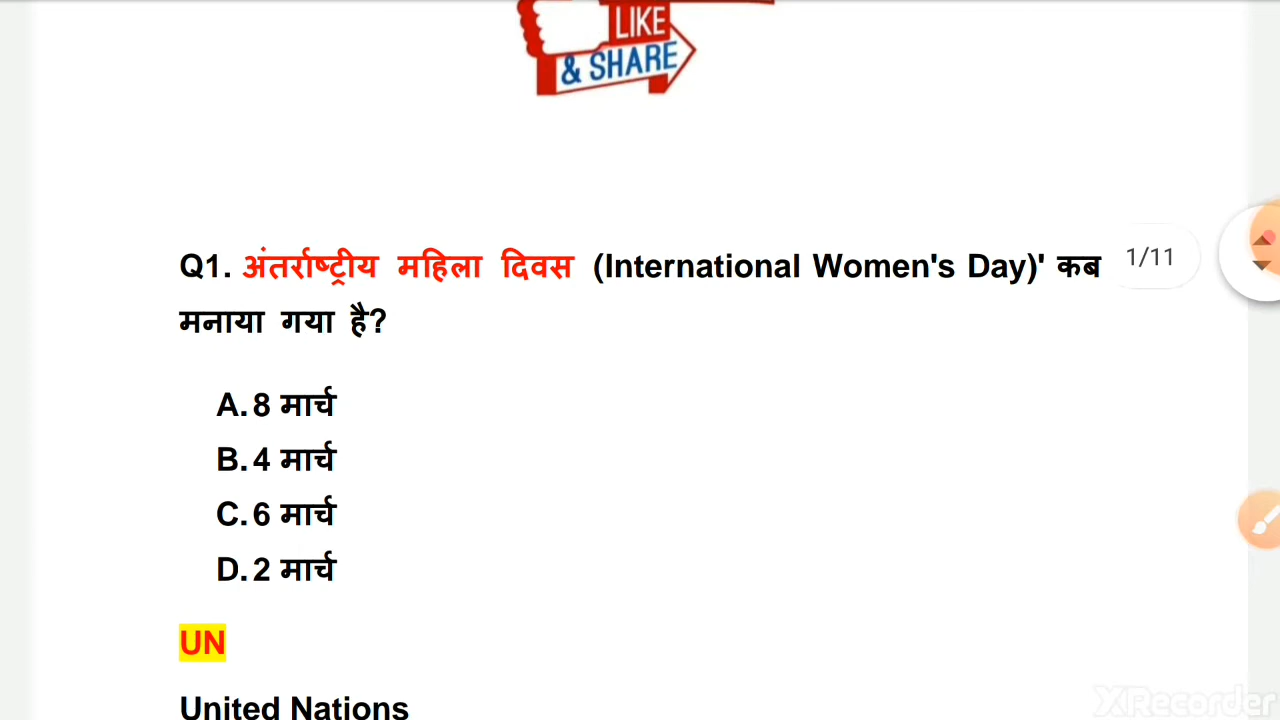 LIKE
& SHARE
Q1. अंतर्राष्ट्रीय महिला दिवस (International Women's Day)' कब
मनाया गया है?
1/11
A. 8 मार्च
B. 4 मार्च
C. 6 मार्च
D. 2 मार्च
UN
United Nations
XRecorder